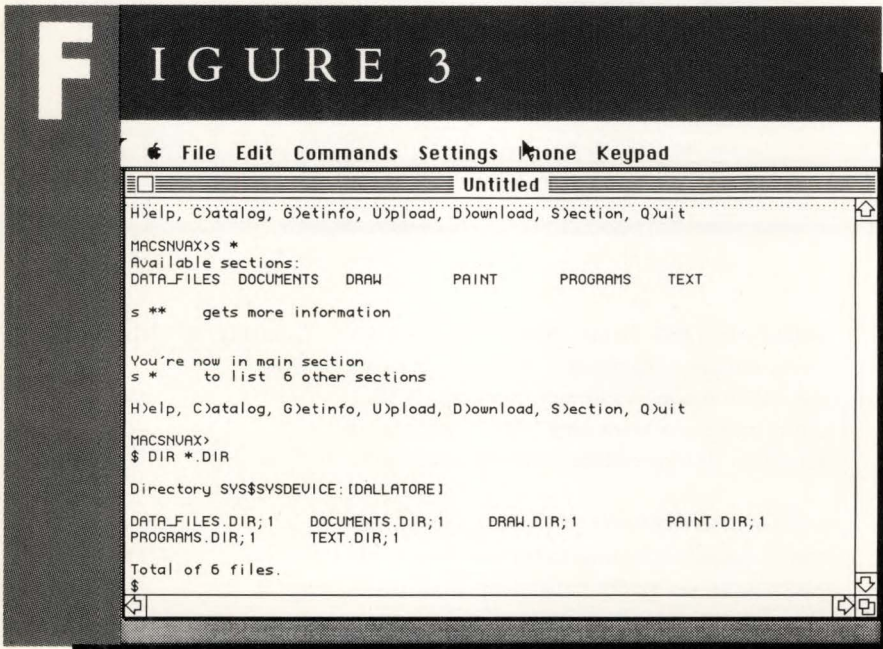 FIGURE 3.
File Edit Commands Settings Phone Keypad
Untitled
H)elp, C)atalog, G)etinfo, U)pload, D)ownload, S)ection, Q)uit
MACSNVAX>S *
Available sections:
DATA_FILES DOCUMENTS DRAW PAINT PROGRAMS TEXT
s ** gets more information
You're now in main section
s * to list 6 other sections
H)elp, C)atalog, G)etinfo, U)pload, D)ownload, S)ection, Q)uit
MACSNVAX>
$ DIR *.DIR
Directory SYS$SYSDEVICE:[DALLATORE]
DATA_FILES.DIR;1 DOCUMENTS.DIR;1 DRAW.DIR;1 PAINT.DIR;1
PROGRAMS.DIR;1 TEXT.DIR;1
Total of 6 files.
$